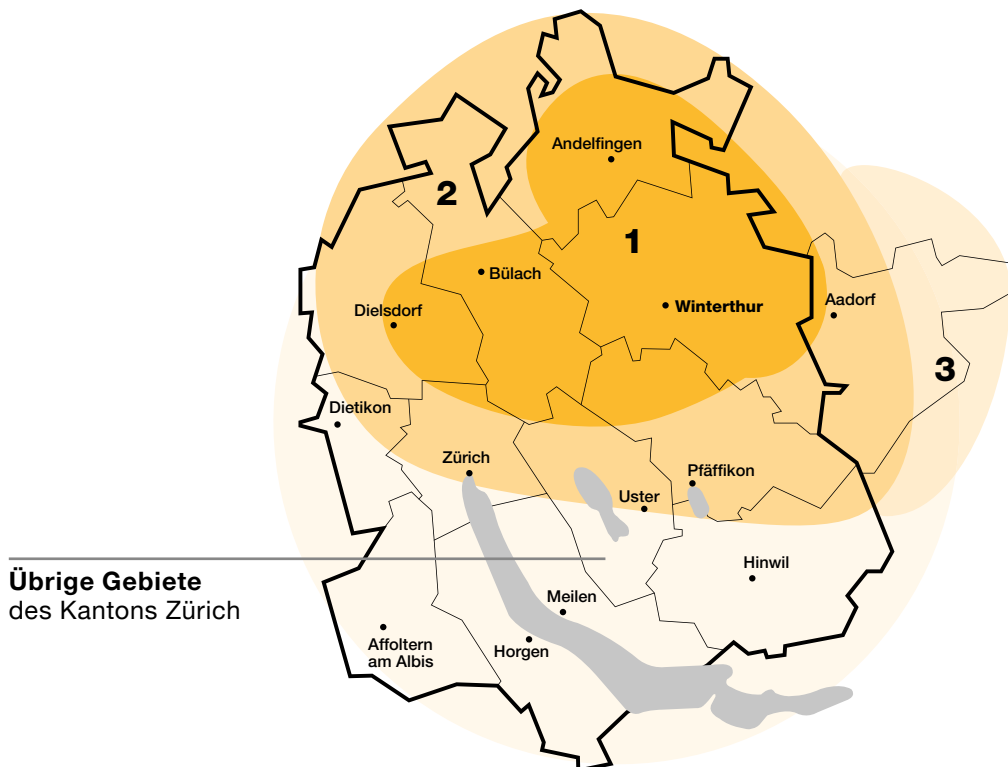 Andelfingen
2
1
Bülach
Winterthur
Aadorf
Dielsdorf
3
Dietikon
Zürich
Pfäffikon
Uster
Übrige Gebiete
des Kantons Zürich
Hinwil
Meilen
Affoltern
am Albis
Horgen